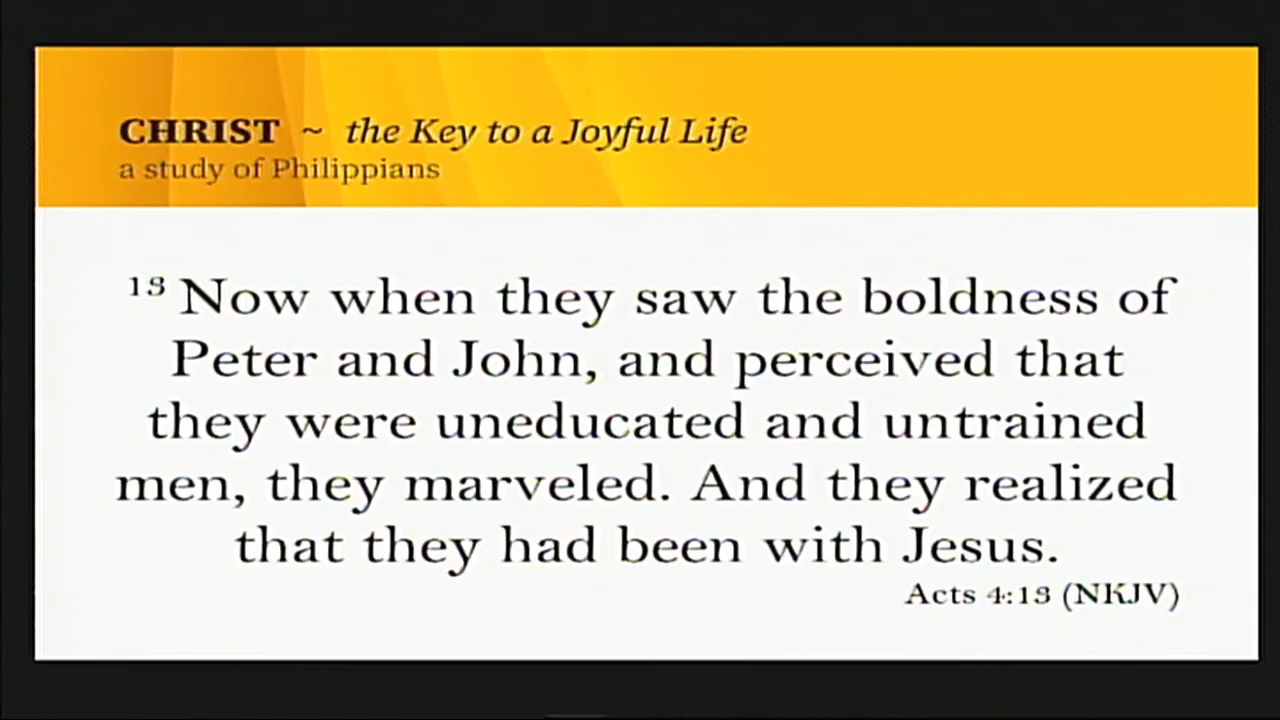 CHRIST ~ the Key to a Joyful Life
a study of Philippians
13 Now when they saw the boldness of
Peter and John, and perceived that
they were uneducated and untrained
men, they marveled. And they realized
that they had been with Jesus.
Acts 4:13 (NKJV)